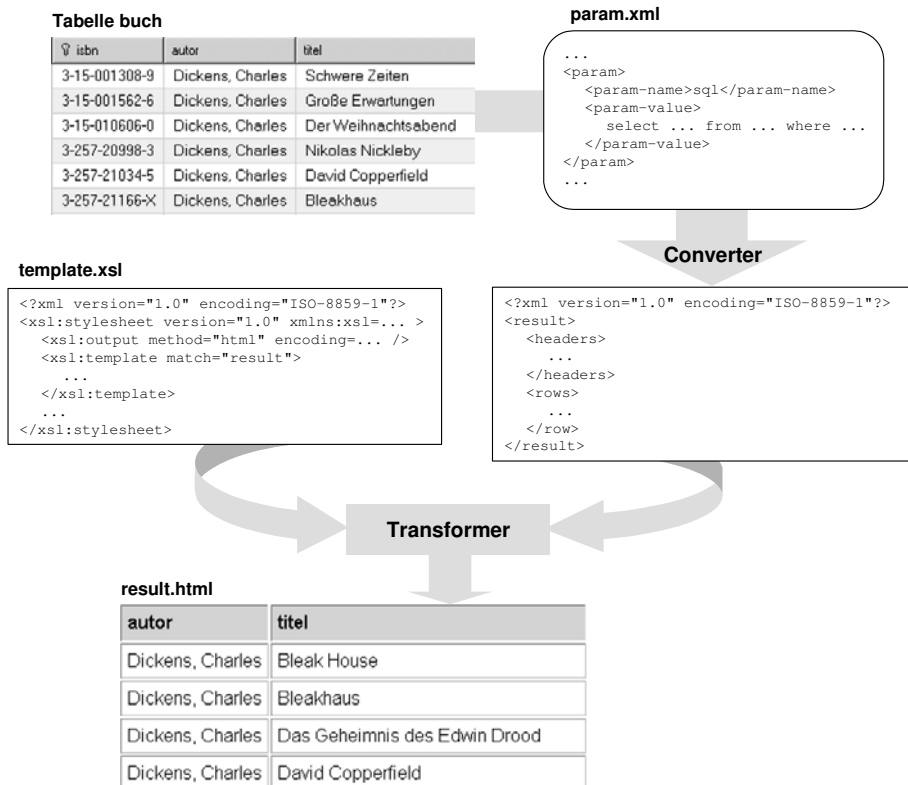 Tabelle buch
isbn autor titel
3-15-001308-9 Dickens, Charles Schwere Zeiten
3-15-001562-6 Dickens, Charles Große Erwartungen
3-15-010606-0 Dickens, Charles Der Weihnachtsabend
3-257-20998-3 Dickens, Charles Nikolas Nickleby
3-257-21034-5 Dickens, Charles David Copperfield
3-257-21166-X Dickens, Charles Bleakhaus
param.xml
...
<param>
<param-name>sql</param-name>
<param-value>
select ... from ... where ...
</param-value>
</param>
...
Converter
template.xsl
<?xml version="1.0" encoding="ISO-8859-1"?>
<xsl:stylesheet version="1.0" xmlns:xsl=... >
<xsl:output method="html" encoding=... />
<xsl:template match="result">
...
</xsl:template>
...
</xsl:stylesheet>
<?xml version="1.0" encoding="ISO-8859-1"?>
<result>
<headers>
...
</headers>
<rows>
...
</row>
</result>
Transformer
result.html
autor titel
Dickens, Charles Bleak House
Dickens, Charles Bleakhaus
Dickens, Charles Das Geheimnis des Edwin Drood
Dickens, Charles David Copperfield